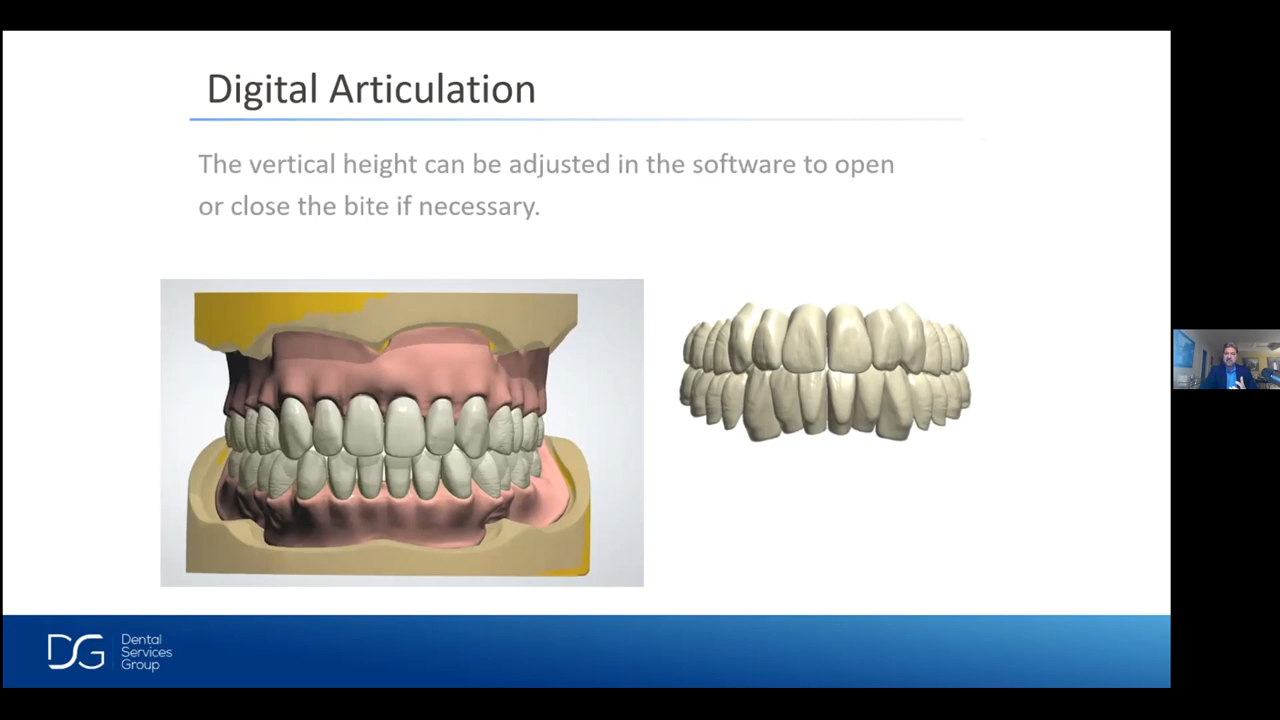 Digital Articulation
The vertical height can be adjusted in the software to open
or close the bite if necessary.
DG
Dental
Services
Group